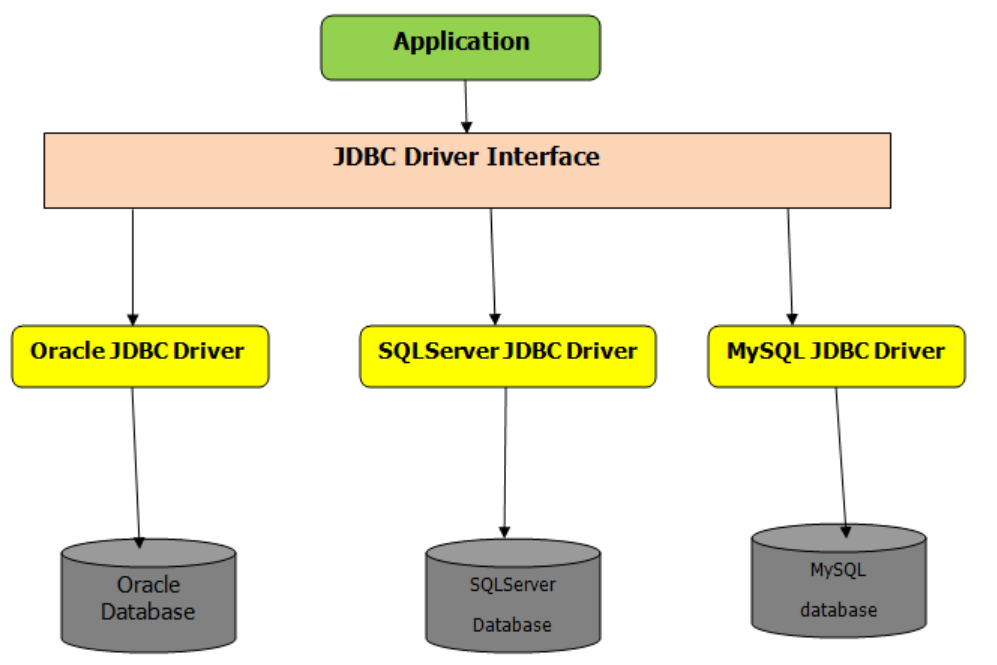 Application
JDBC Driver Interface
Oracle JDBC Driver
SQLServer JDBC Driver
MySQL JDBC Driver
Oracle
Database
SQLServer
Database
MySQL
database